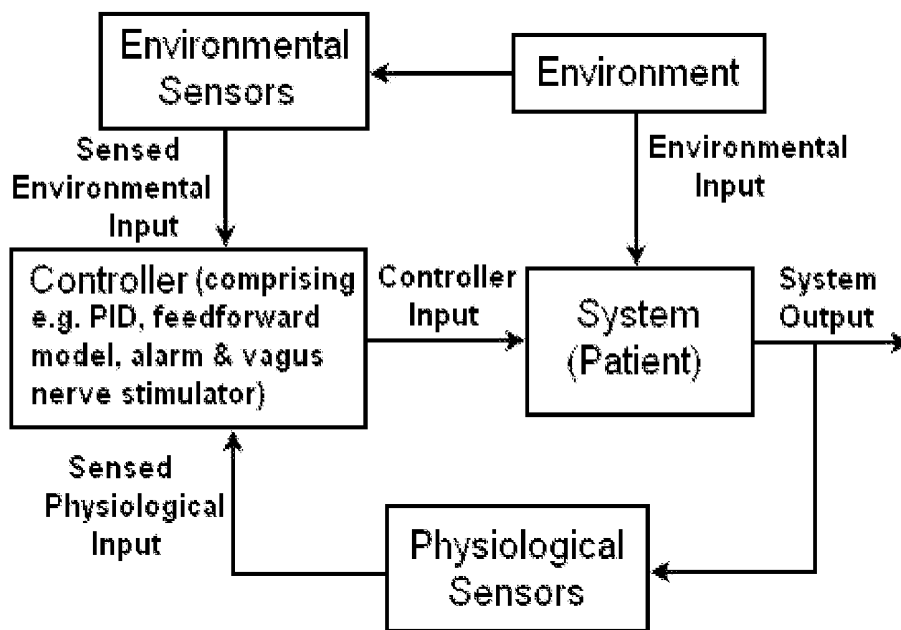 Environmental
Sensors
Environment
Sensed
Environmental
Input
Environmental
Input
Controller (comprising
e.g. PID, feedforward
model, alarm & vagus
nerve stimulator)
Controller
Input
System
(Patient)
System
Output
Sensed
Physiological
Input
Physiological
Sensors